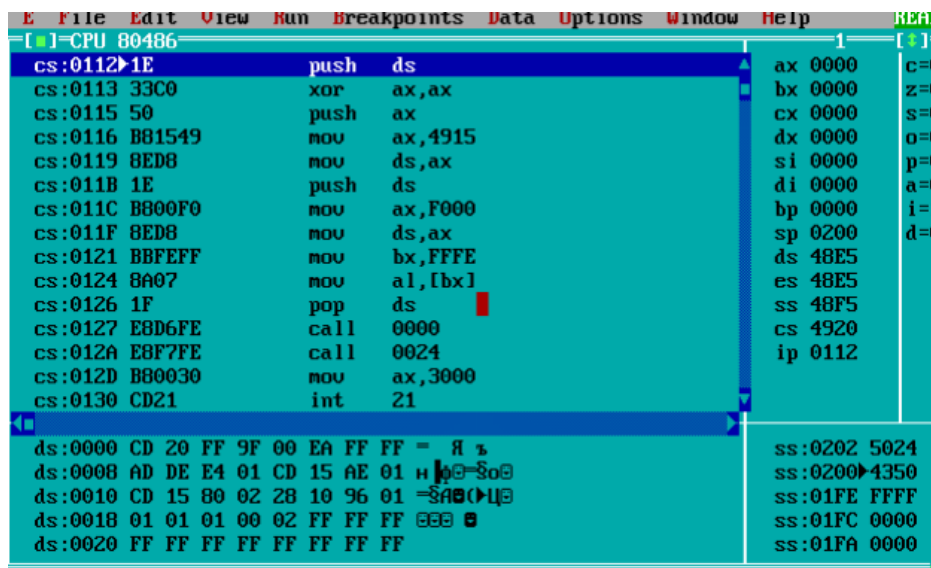 E File Edit View Run Breakpoints Data Options Window Help REA
[■]=CPU 80486 1 [↕]
cs:0112►1E push ds ax 0000 c=
cs:0113 33C0 xor ax,ax bx 0000 z=
cs:0115 50 push ax cx 0000 s=
cs:0116 B81549 mov ax,4915 dx 0000 o=
cs:0119 8ED8 mov ds,ax si 0000 p=
cs:011B 1E push ds di 0000 a=
cs:011C B800F0 mov ax,F000 bp 0000 i=
cs:011F 8ED8 mov ds,ax sp 0200 d=
cs:0121 BBFEFF mov bx,FFFE ds 48E5
cs:0124 8A07 mov al,[bx] es 48E5
cs:0126 1F pop ds ss 48F5
cs:0127 E8D6FE call 0000 cs 4920
cs:012A E8F7FE call 0024 ip 0112
cs:012D B80030 mov ax,3000
cs:0130 CD21 int 21
ds:0000 CD 20 FF 9F 00 EA FF FF = Я ъ ss:0202 5024
ds:0008 AD DE E4 01 CD 15 AE 01 н▐ф☺=§о☺ ss:0200►4350
ds:0010 CD 15 80 02 28 10 96 01 =§А☻(►Ц☺ ss:01FE FFFF
ds:0018 01 01 01 00 02 FF FF FF ☺☺☺ ☻ ss:01FC 0000
ds:0020 FF FF FF FF FF FF FF FF ss:01FA 0000